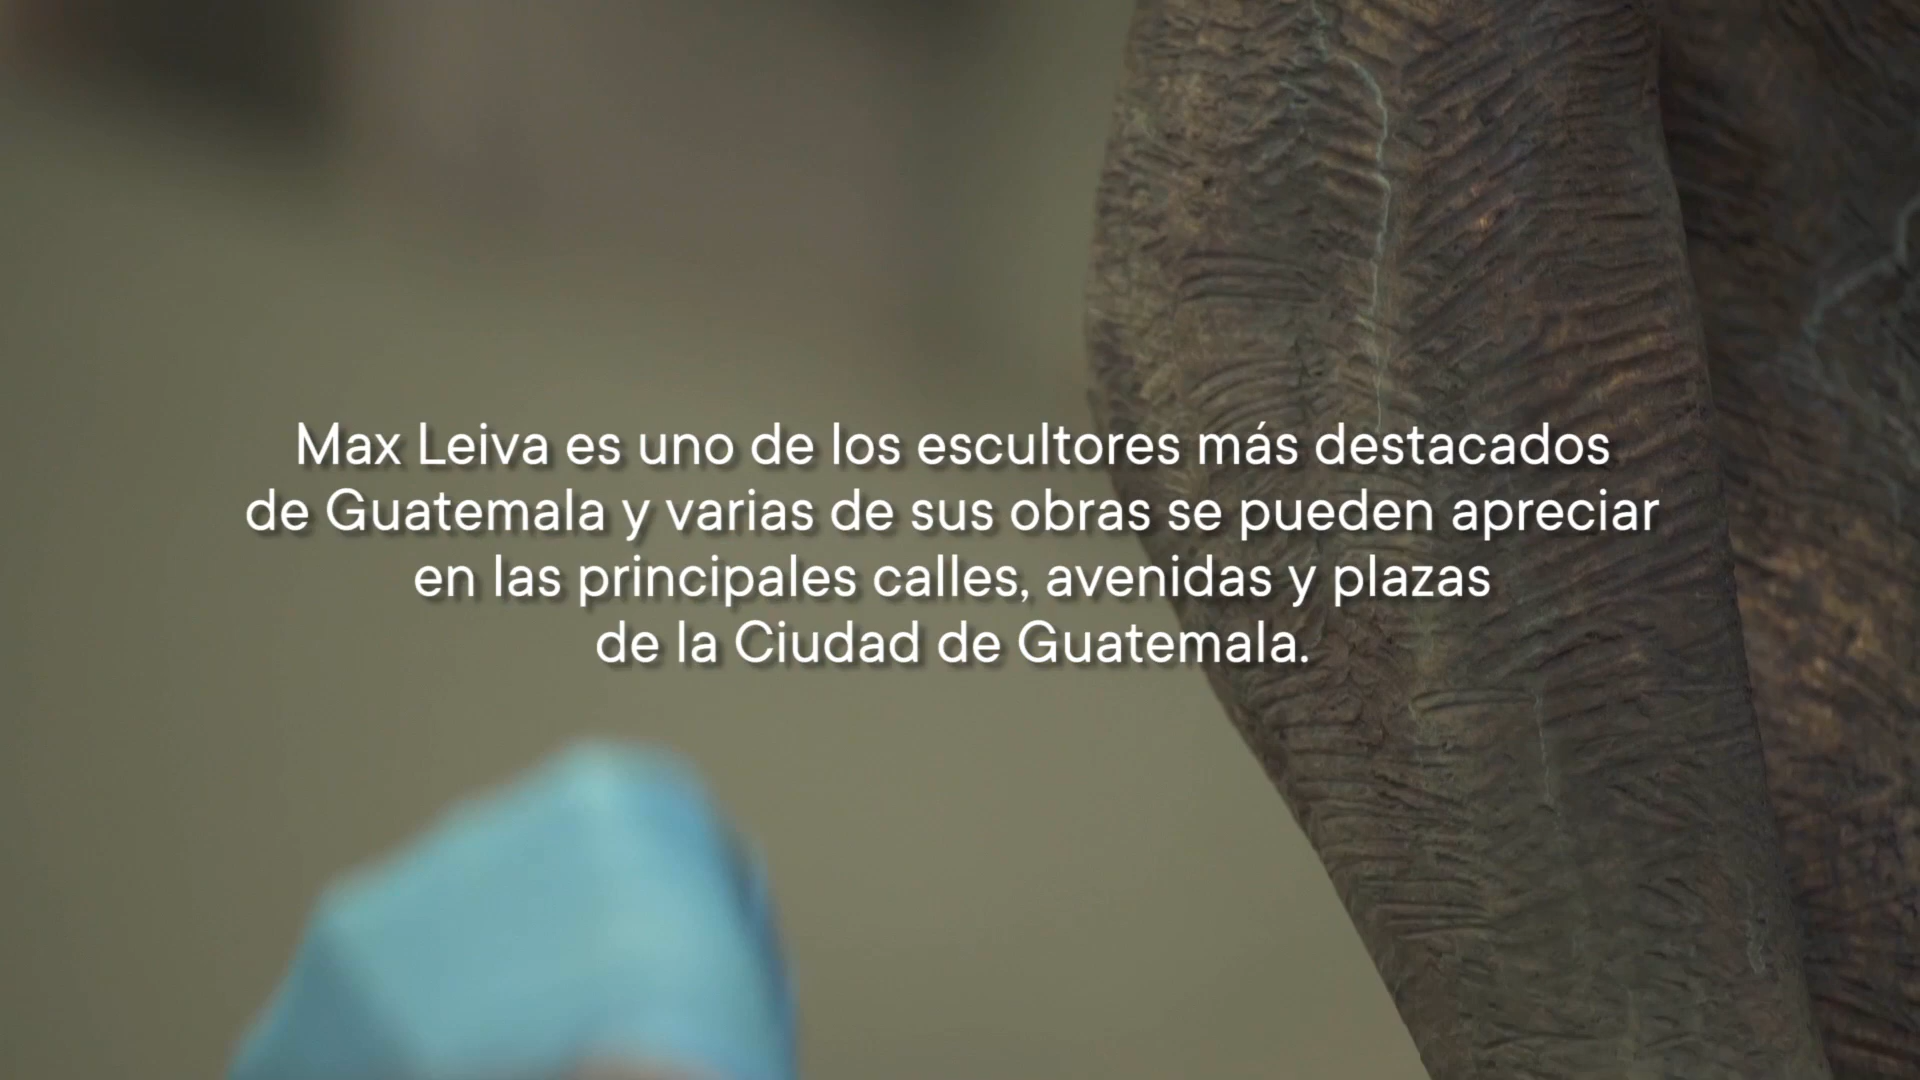 Max Leiva es uno de los escultores más destacados
de Guatemala y varias de sus obras se pueden apreciar
en las principales calles, avenidas y plazas
de la Ciudad de Guatemala.